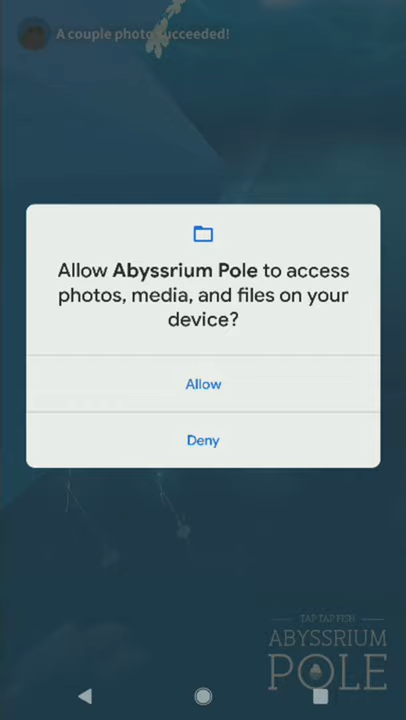 A couple photo succeeded!
Allow Abyssrium Pole to access
photos, media, and files on your
device?
Allow
Deny
TAP TAP FISH
ABYSSRIUM
POLE